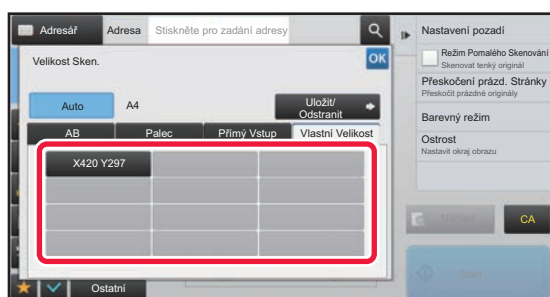 Adresář
Adresa
Stiskněte pro zadání adresy
Velikost Sken.
OK
Auto
A4
Uložit/
Odstranit
AB
Palec
Přímý Vstup
Vlastní Velikost
X420 Y297
Ostatní
Nastavení pozadí
Režim Pomalého Skenování
Skenovat tenký originál
Přeskočení prázd. Stránky
Přeskočit prázdné originály
Barevný režim
Ostrost
Nastavit okraj obrazu
Náhled
CA
Start